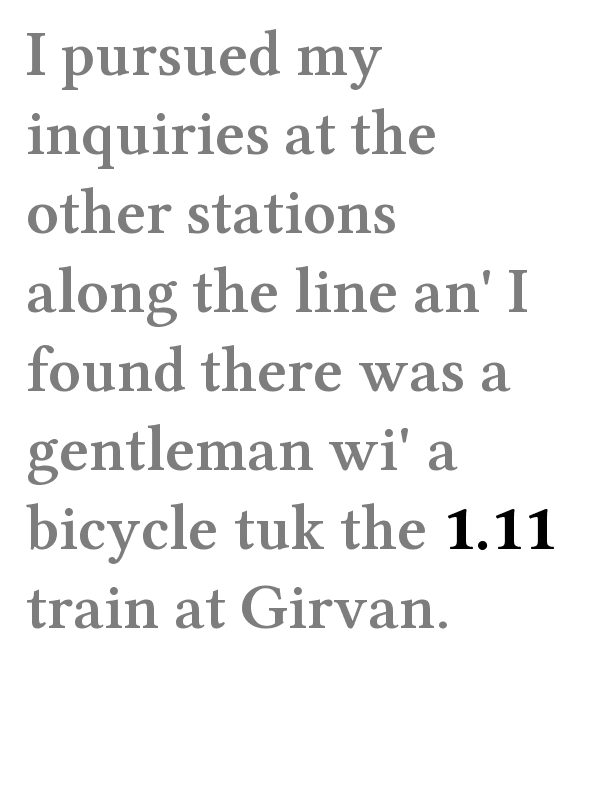 I pursued my
inquiries at the
other stations
along the line an' I
found there was a
gentleman wi' a
bicycle tuk the 1.11
train at Girvan.